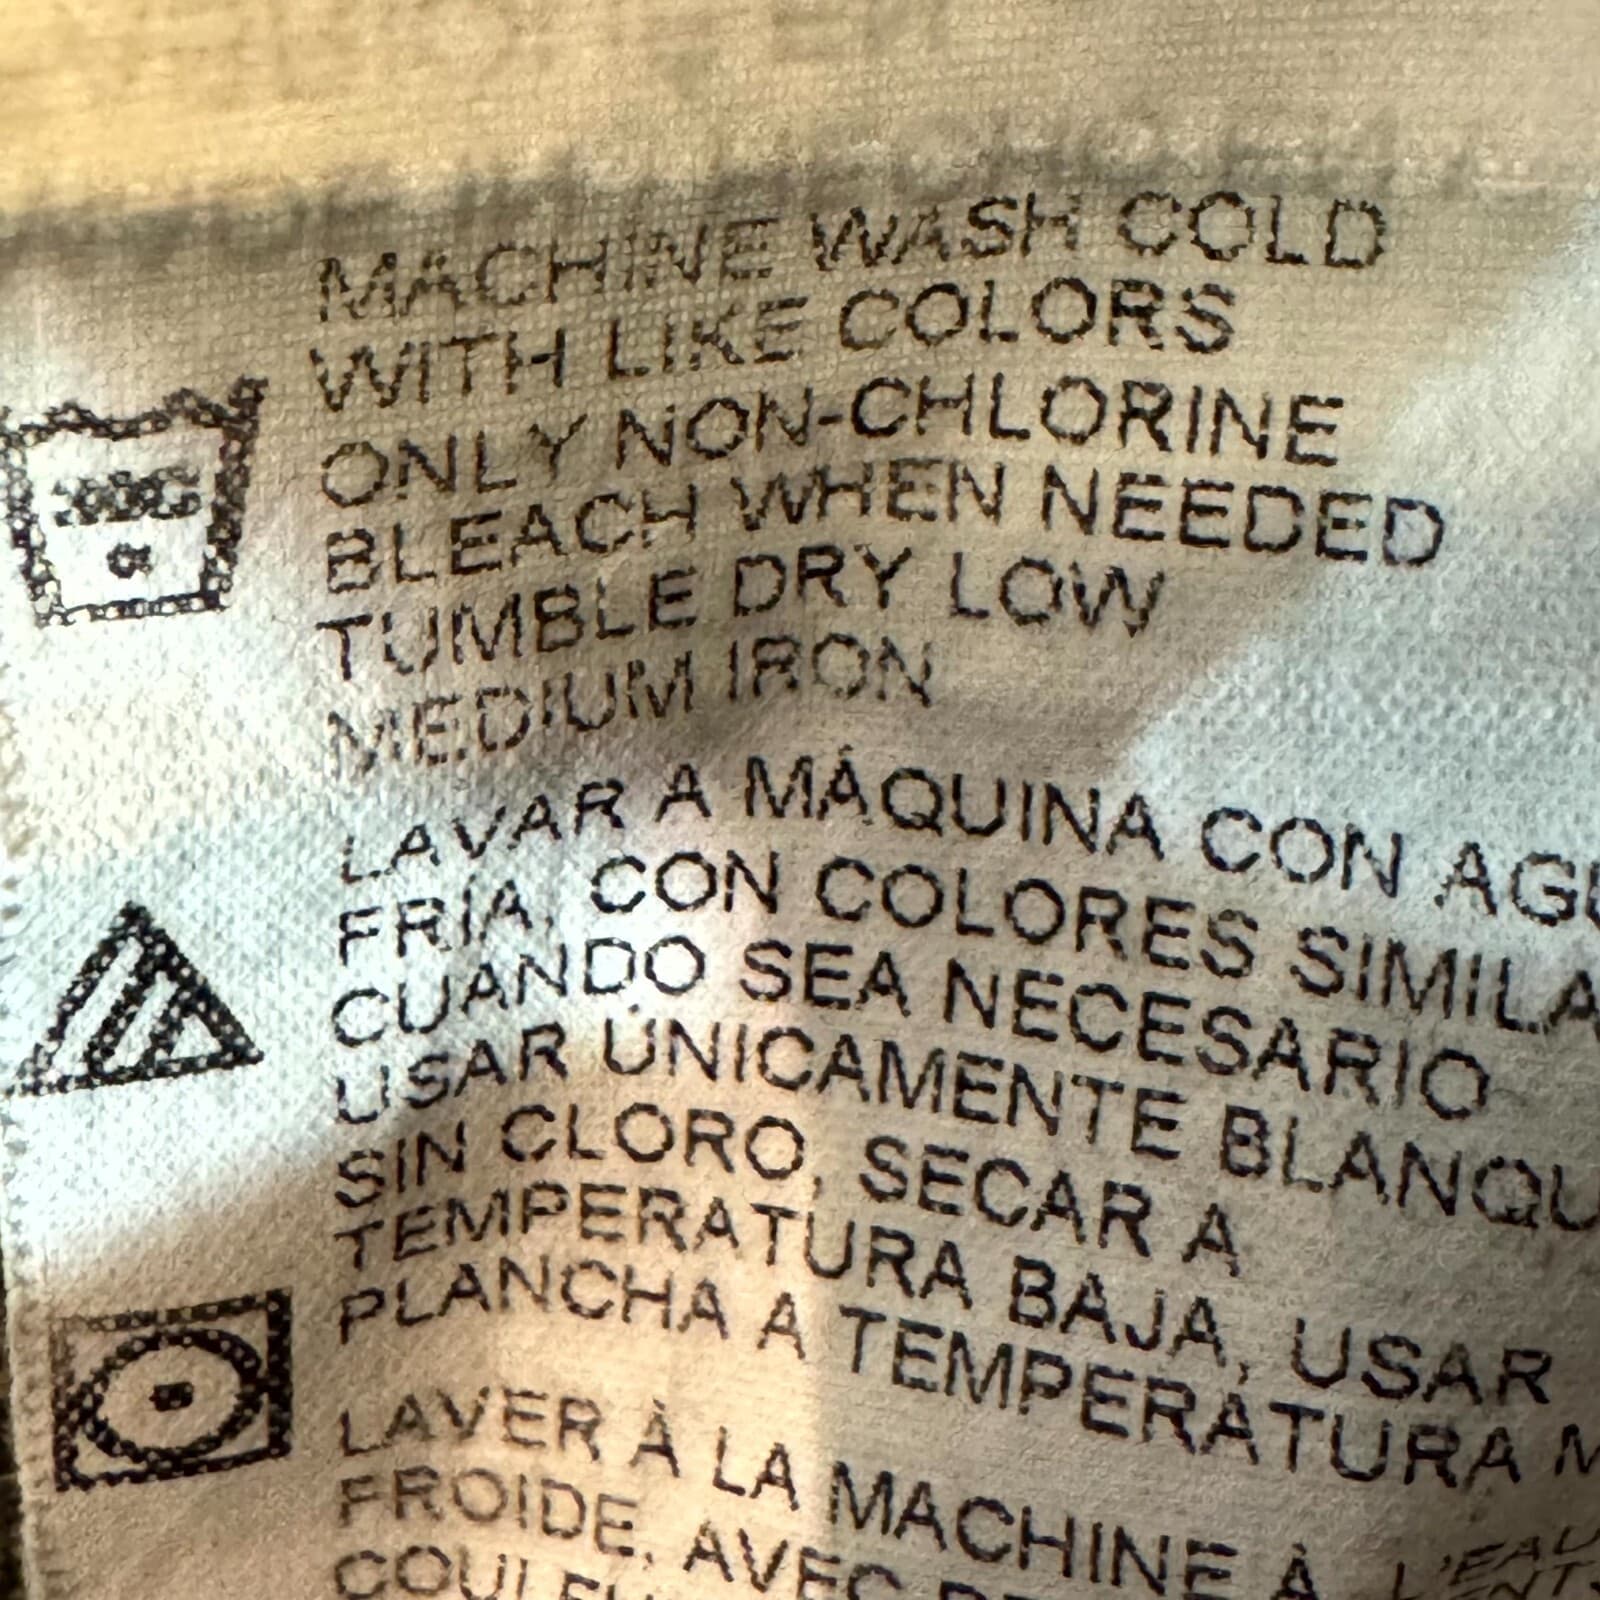 MACHINE WASH COLD
WITH LIKE COLORS
ONLY NON-CHLORINE
BLEACH WHEN NEEDED
TUMBLE DRY LOW
MEDIUM IRON
LAVAR A MÁQUINA CON
FRÍA, CON COLORES
CUANDO SEA NECESARIO
USAR ÚNICAMENTE
SIN CLORO, SECAR A
TEMPERATURA BAJA, USAR
PLANCHA A TEMPERATURA
LAVER À LA MACHINE À L'EAU
FROIDE, AVEC